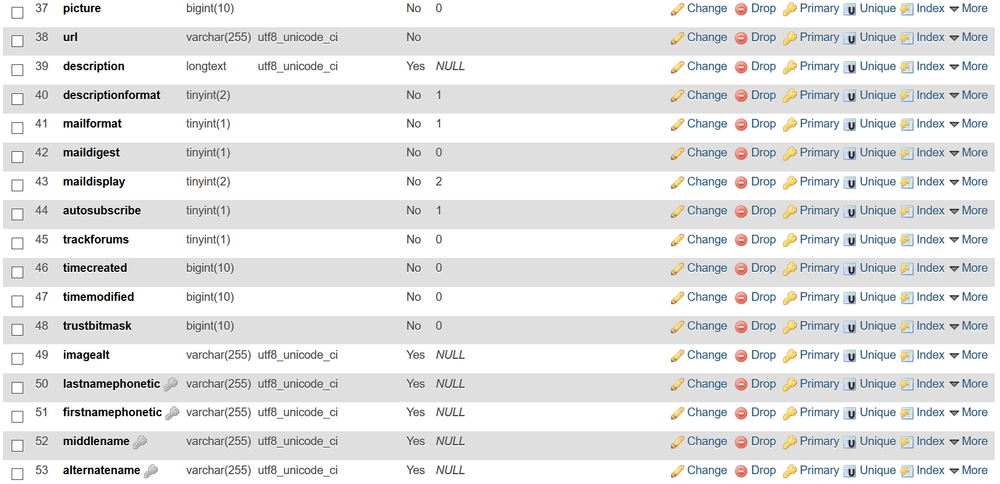 37 picture bigint(10) No 0 Change Drop Primary Unique Index More
38 url varchar(255) utf8_unicode_ci No Change Drop Primary Unique Index More
39 description longtext utf8_unicode_ci Yes NULL Change Drop Primary Unique Index More
40 descriptionformat tinyint(2) No 1 Change Drop Primary Unique Index More
41 mailformat tinyint(1) No 1 Change Drop Primary Unique Index More
42 maildigest tinyint(1) No 0 Change Drop Primary Unique Index More
43 maildisplay tinyint(2) No 2 Change Drop Primary Unique Index More
44 autosubscribe tinyint(1) No 1 Change Drop Primary Unique Index More
45 trackforums tinyint(1) No 0 Change Drop Primary Unique Index More
46 timecreated bigint(10) No 0 Change Drop Primary Unique Index More
47 timemodified bigint(10) No 0 Change Drop Primary Unique Index More
48 trustbitmask bigint(10) No 0 Change Drop Primary Unique Index More
49 imagealt varchar(255) utf8_unicode_ci Yes NULL Change Drop Primary Unique Index More
50 lastnamephonetic varchar(255) utf8_unicode_ci Yes NULL Change Drop Primary Unique Index More
51 firstnamephonetic varchar(255) utf8_unicode_ci Yes NULL Change Drop Primary Unique Index More
52 middlename varchar(255) utf8_unicode_ci Yes NULL Change Drop Primary Unique Index More
53 alternatename varchar(255) utf8_unicode_ci Yes NULL Change Drop Primary Unique Index More